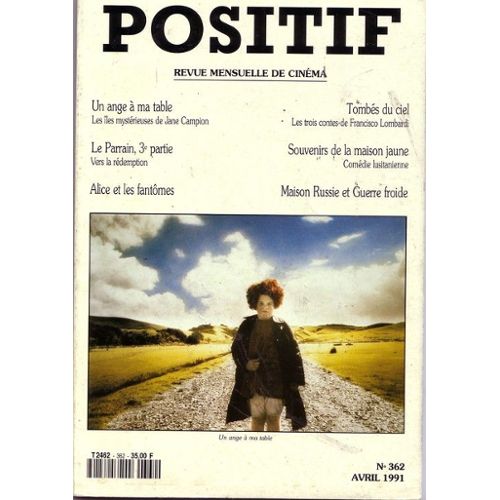 POSITIF
REVUE MENSUELLE DE CINÉMA
Un ange à ma table
Les îles mystérieuses de Jane Campion
Le Parrain, 3e partie
Vers la rédemption
Alice et les fantômes
Tombés du ciel
Les trois contes de Francisco Lombardi
Souvenirs de la maison jaune
Comédie lusitanienne
Maison Russie et Guerre froide
Un ange à ma table
T2462 - 362 - 35,00 F
N° 362
AVRIL 1991